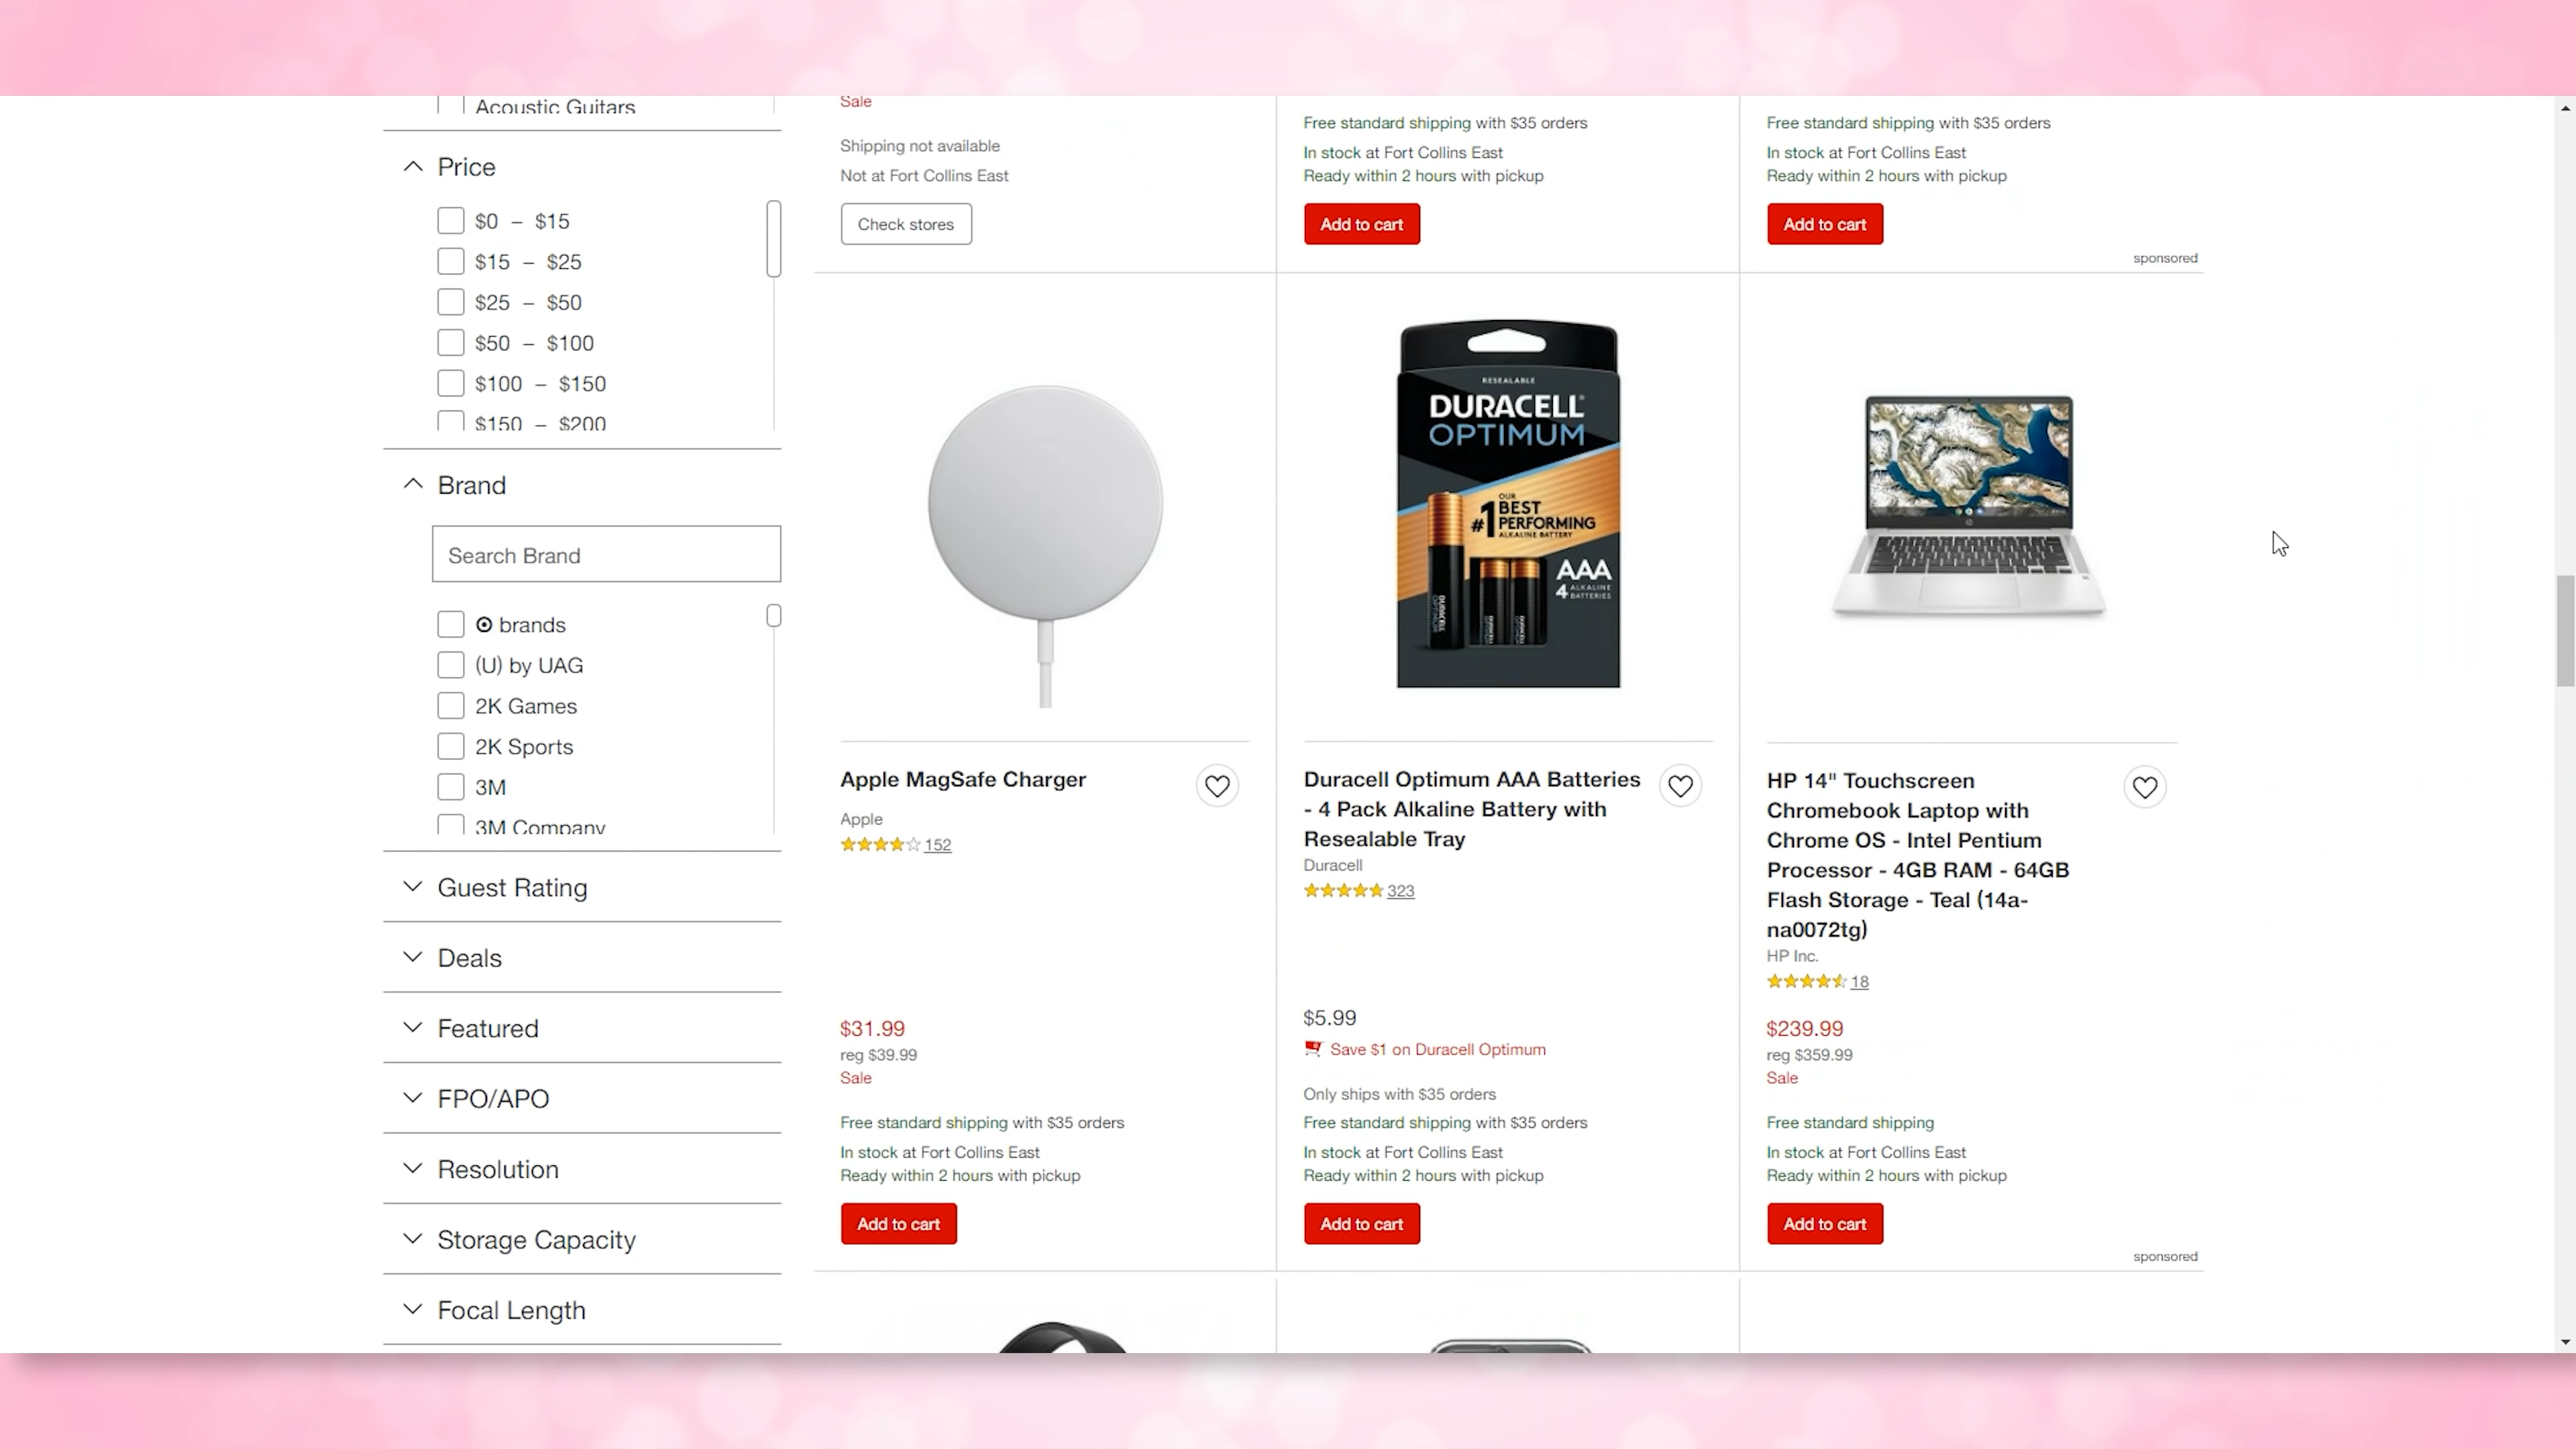 Acoustic Guitars
Price
$0 – $15
$15 – $25
$25 – $50
$50 – $100
$100 – $150
$150 – $200
Brand
Search Brand
brands
(U) by UAG
2K Games
2K Sports
3M
3M Company
Guest Rating
Deals
Featured
FPO/APO
Resolution
Storage Capacity
Focal Length
Sale
Shipping not available
Not at Fort Collins East
Check stores
Free standard shipping with $35 orders
In stock at Fort Collins East
Ready within 2 hours with pickup
Add to cart
Free standard shipping with $35 orders
In stock at Fort Collins East
Ready within 2 hours with pickup
Add to cart
sponsored
Apple MagSafe Charger
Apple
152
$31.99
reg $39.99
Sale
Free standard shipping with $35 orders
In stock at Fort Collins East
Ready within 2 hours with pickup
Add to cart
RESEALABLE
DURACELL
OPTIMUM
OUR
#1 BEST
PERFORMING
ALKALINE BATTERY
AAA
4 ALKALINE
BATTERIES
DURACELL
OPTIMUM
DURACELL
DURACELL
Duracell Optimum AAA Batteries
- 4 Pack Alkaline Battery with
Resealable Tray
Duracell
323
$5.99
Save $1 on Duracell Optimum
Only ships with $35 orders
Free standard shipping with $35 orders
In stock at Fort Collins East
Ready within 2 hours with pickup
Add to cart
HP 14" Touchscreen
Chromebook Laptop with
Chrome OS - Intel Pentium
Processor - 4GB RAM - 64GB
Flash Storage - Teal (14a-
na0072tg)
HP Inc.
18
$239.99
reg $359.99
Sale
Free standard shipping
In stock at Fort Collins East
Ready within 2 hours with pickup
Add to cart
sponsored